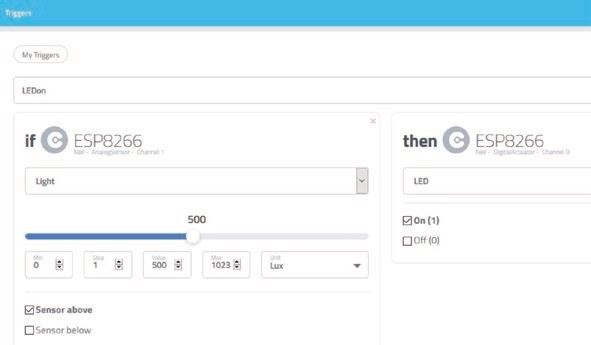 Triggers
My Triggers
LEDon
if ESP8266
Neil - AnalogSensor - Channel 1
Light
500
Min
0
Step
1
Value
500
Max
1023
Unit
Lux
Sensor above
Sensor below
then ESP8266
Neil - DigitalActuator - Channel 0
LED
On (1)
Off (0)